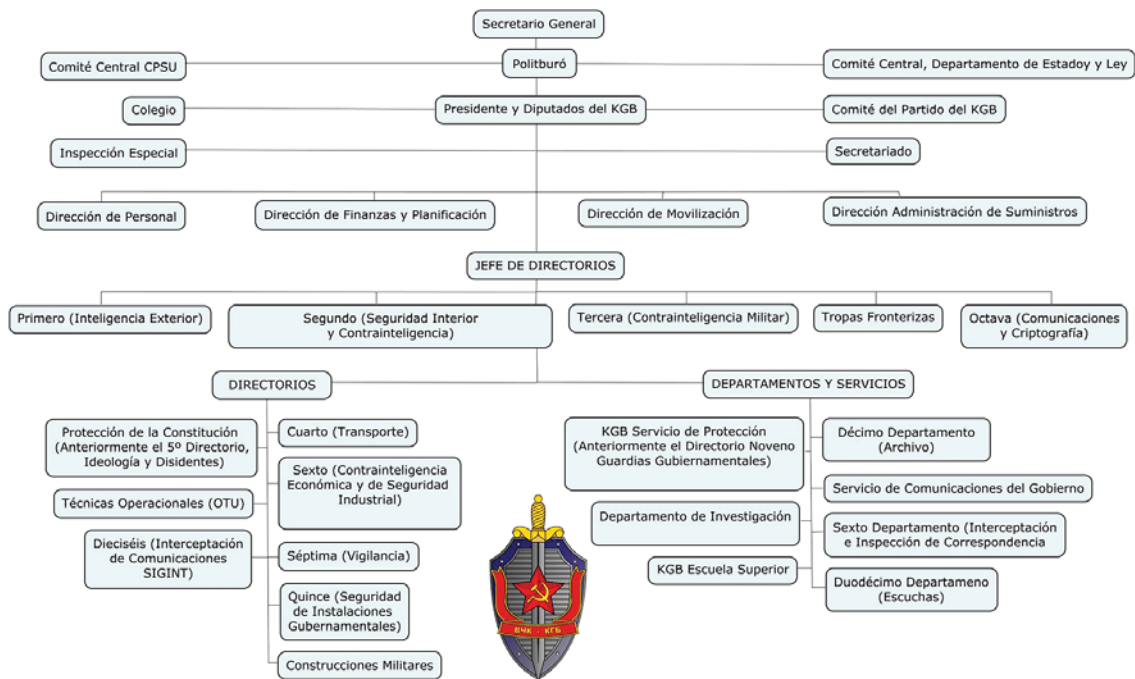 Secretario General
Politburó
Comité Central CPSU
Comité Central, Departamento de Estadoy y Ley
Colegio
Presidente y Diputados del KGB
Comité del Partido del KGB
Inspección Especial
Secretariado
Dirección de Personal
Dirección de Finanzas y Planificación
Dirección de Movilización
Dirección Administración de Suministros
JEFE DE DIRECTORIOS
Primero (Inteligencia Exterior)
Segundo (Seguridad Interior
y Contrainteligencia)
Tercera (Contrainteligencia Militar)
Tropas Fronterizas
Octava (Comunicaciones
y Criptografía)
DIRECTORIOS
Protección de la Constitución
(Anteriormente el 5º Directorio,
Ideología y Disidentes)
Cuarto (Transporte)
Sexto (Contrainteligencia
Económica y de Seguridad
Industrial)
Técnicas Operacionales (OTU)
Dieciséis (Interceptación
de Comunicaciones
SIGINT)
Séptima (Vigilancia)
Quince (Seguridad
de Instalaciones
Gubernamentales)
Construcciones Militares
DEPARTAMENTOS Y SERVICIOS
KGB Servicio de Protección
(Anteriormente el Directorio Noveno
Guardias Gubernamentales)
Décimo Departamento
(Archivo)
Servicio de Comunicaciones del Gobierno
Departamento de Investigación
Sexto Departamento (Interceptación
e Inspección de Correspondencia
KGB Escuela Superior
Duodécimo Departameno
(Escuchas)
ВЧК - КГБ